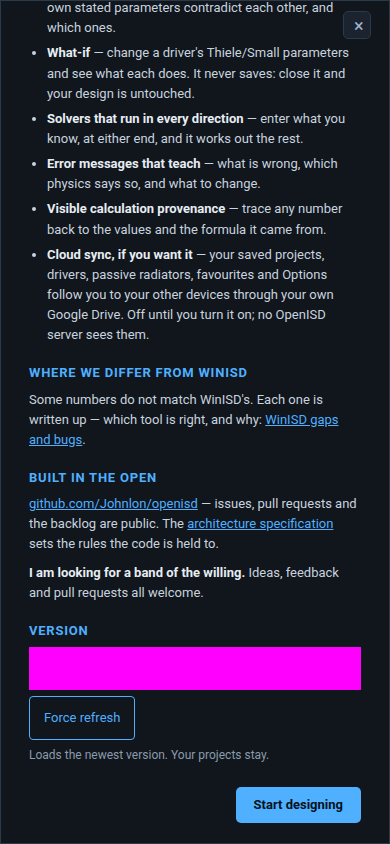 own stated parameters contradict each other, and
which ones.
×
• What-if — change a driver's Thiele/Small parameters
and see what each does. It never saves: close it and
your design is untouched.
• Solvers that run in every direction — enter what you
know, at either end, and it works out the rest.
• Error messages that teach — what is wrong, which
physics says so, and what to change.
• Visible calculation provenance — trace any number
back to the values and the formula it came from.
• Cloud sync, if you want it — your saved projects,
drivers, passive radiators, favourites and Options
follow you to your other devices through your own
Google Drive. Off until you turn it on; no OpenISD
server sees them.
WHERE WE DIFFER FROM WINISD
Some numbers do not match WinISD's. Each one is
written up — which tool is right, and why: WinISD gaps
and bugs.
BUILT IN THE OPEN
github.com/Johnlon/openisd — issues, pull requests and
the backlog are public. The architecture specification
sets the rules the code is held to.
I am looking for a band of the willing. Ideas, feedback
and pull requests all welcome.
VERSION
Force refresh
Loads the newest version. Your projects stay.
Start designing